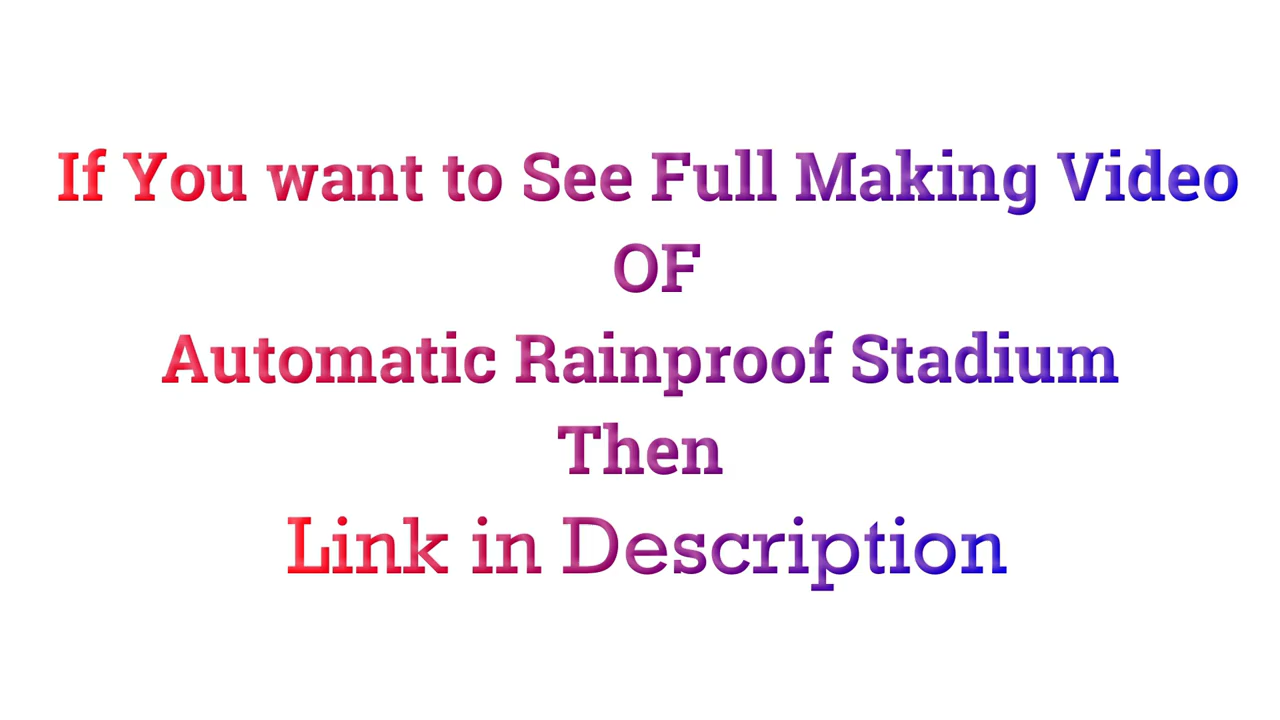 If You want to See Full Making Video
OF
Automatic Rainproof Stadium
Then
Link in Description